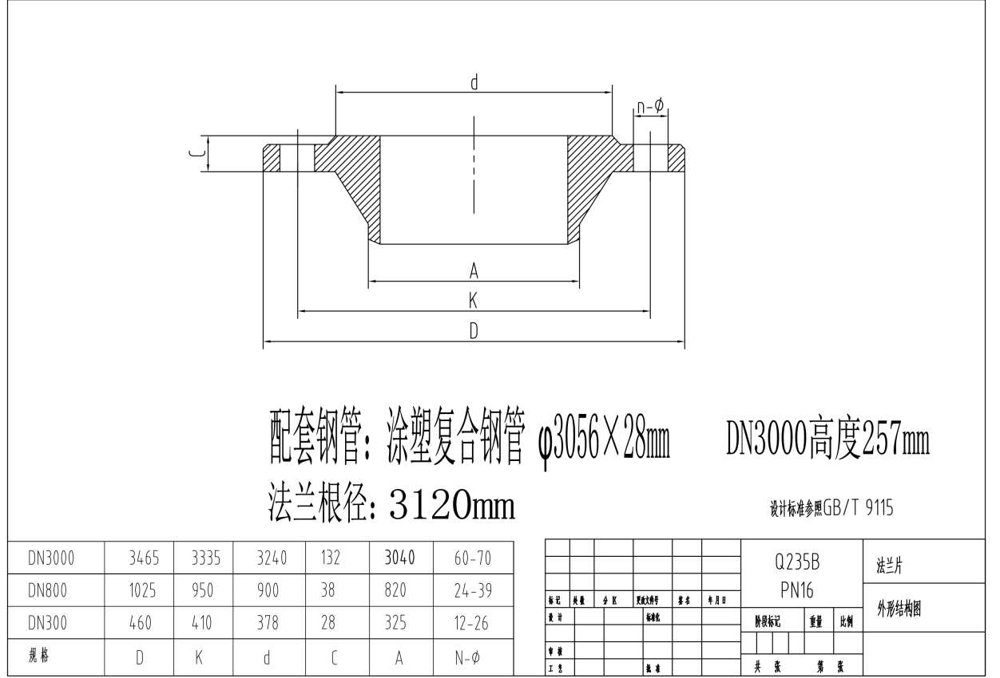 d
n-Φ
C
A
K
D
配套钢管：涂塑复合钢管 φ3056×28mm DN3000高度257mm
法兰根径：3120mm
设计标准参照GB/T 9115
DN3000 3465 3335 3240 132 3040 60-70
DN800 1025 950 900 38 820 24-39
DN300 460 410 378 28 325 12-26
规格 D K d C A N-Φ
Q235B
PN16
法兰片
外形结构图
标记 处数 分区 更改文件号 签名 年月日
设计 标准化
阶段标记 重量 比例
审核
工艺 批准
共 张 第 张